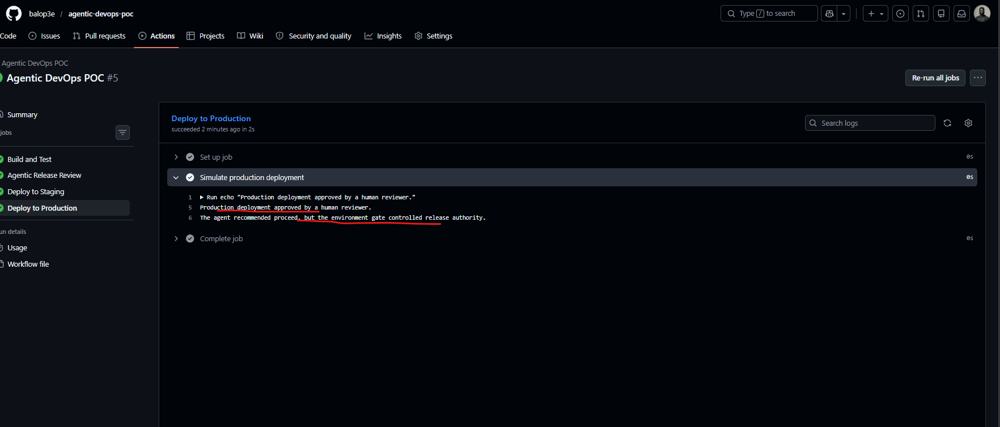 balop3e / agentic-devops-poc
Type / to search
Code Issues Pull requests Actions Projects Wiki Security and quality Insights Settings
Agentic DevOps POC
Agentic DevOps POC #5
Re-run all jobs
Summary
jobs
Build and Test
Agentic Release Review
Deploy to Staging
Deploy to Production
un details
Usage
Workflow file
Deploy to Production
succeeded 2 minutes ago in 2s
Search logs
Set up job 0s
Simulate production deployment 0s
1 Run echo "Production deployment approved by a human reviewer."
5 Production deployment approved by a human reviewer.
6 The agent recommended proceed, but the environment gate controlled release authority.
Complete job 0s